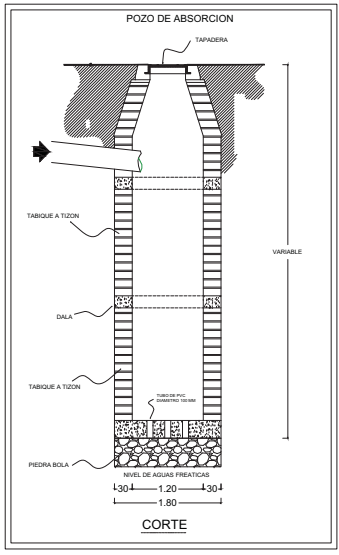 POZO DE ABSORCION
TAPADERA
TABIQUE A TIZON
VARIABLE
DALA
TABIQUE A TIZON
TUBO DE PVC
DIAMETRO 100 MM
PIEDRA BOLA
NIVEL DE AGUAS FREATICAS
30 1.20 30
1.80
CORTE